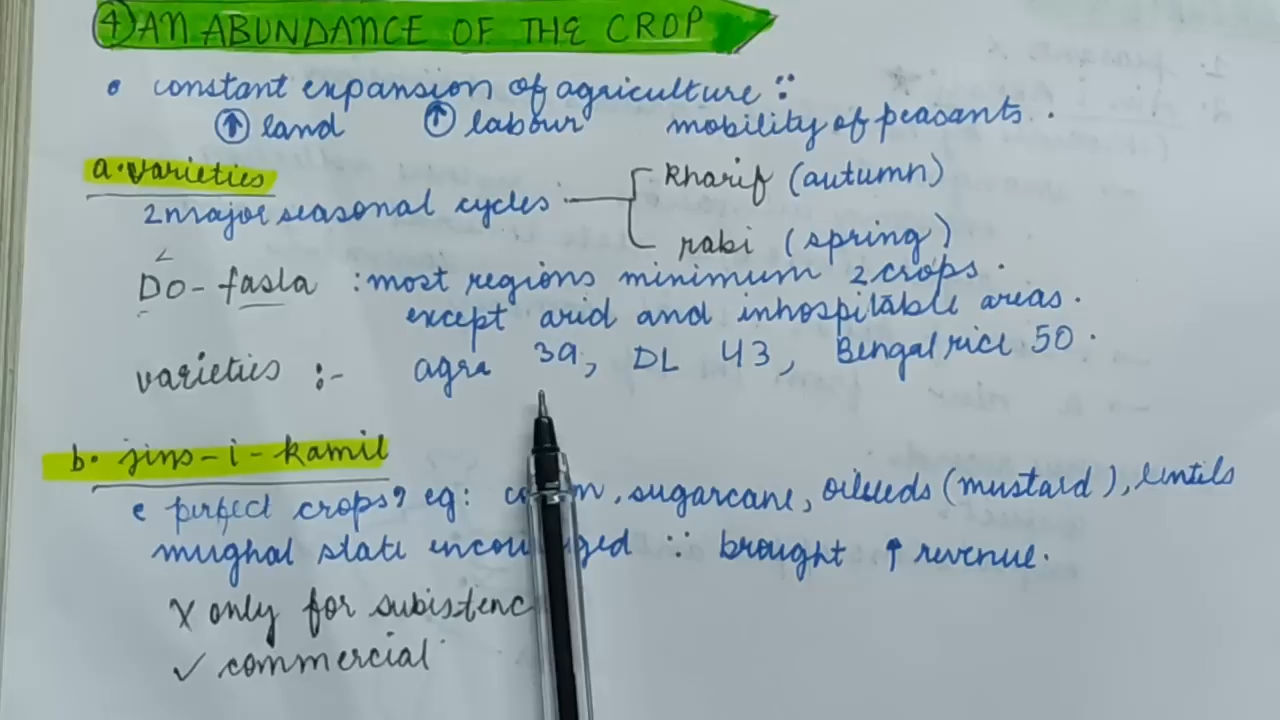 ④ AN ABUNDANCE OF THE CROP
• constant expansion of agriculture ∵
↑ land ↑ labour mobility of peasants.
a. varieties
2 major seasonal cycles
kharif (autumn)
rabi (spring)
2
Do-fasla : most regions minimum 2 crops.
except arid and inhospitable areas.
varieties :- agra 39, DL 43, Bengal rice 50.
b. jins-i-kamil
perfect crops, eg: , sugarcane, oilseeds (mustard), lentils
mughal state ∵ brought ↑ revenue.
x only for
✓ commercial